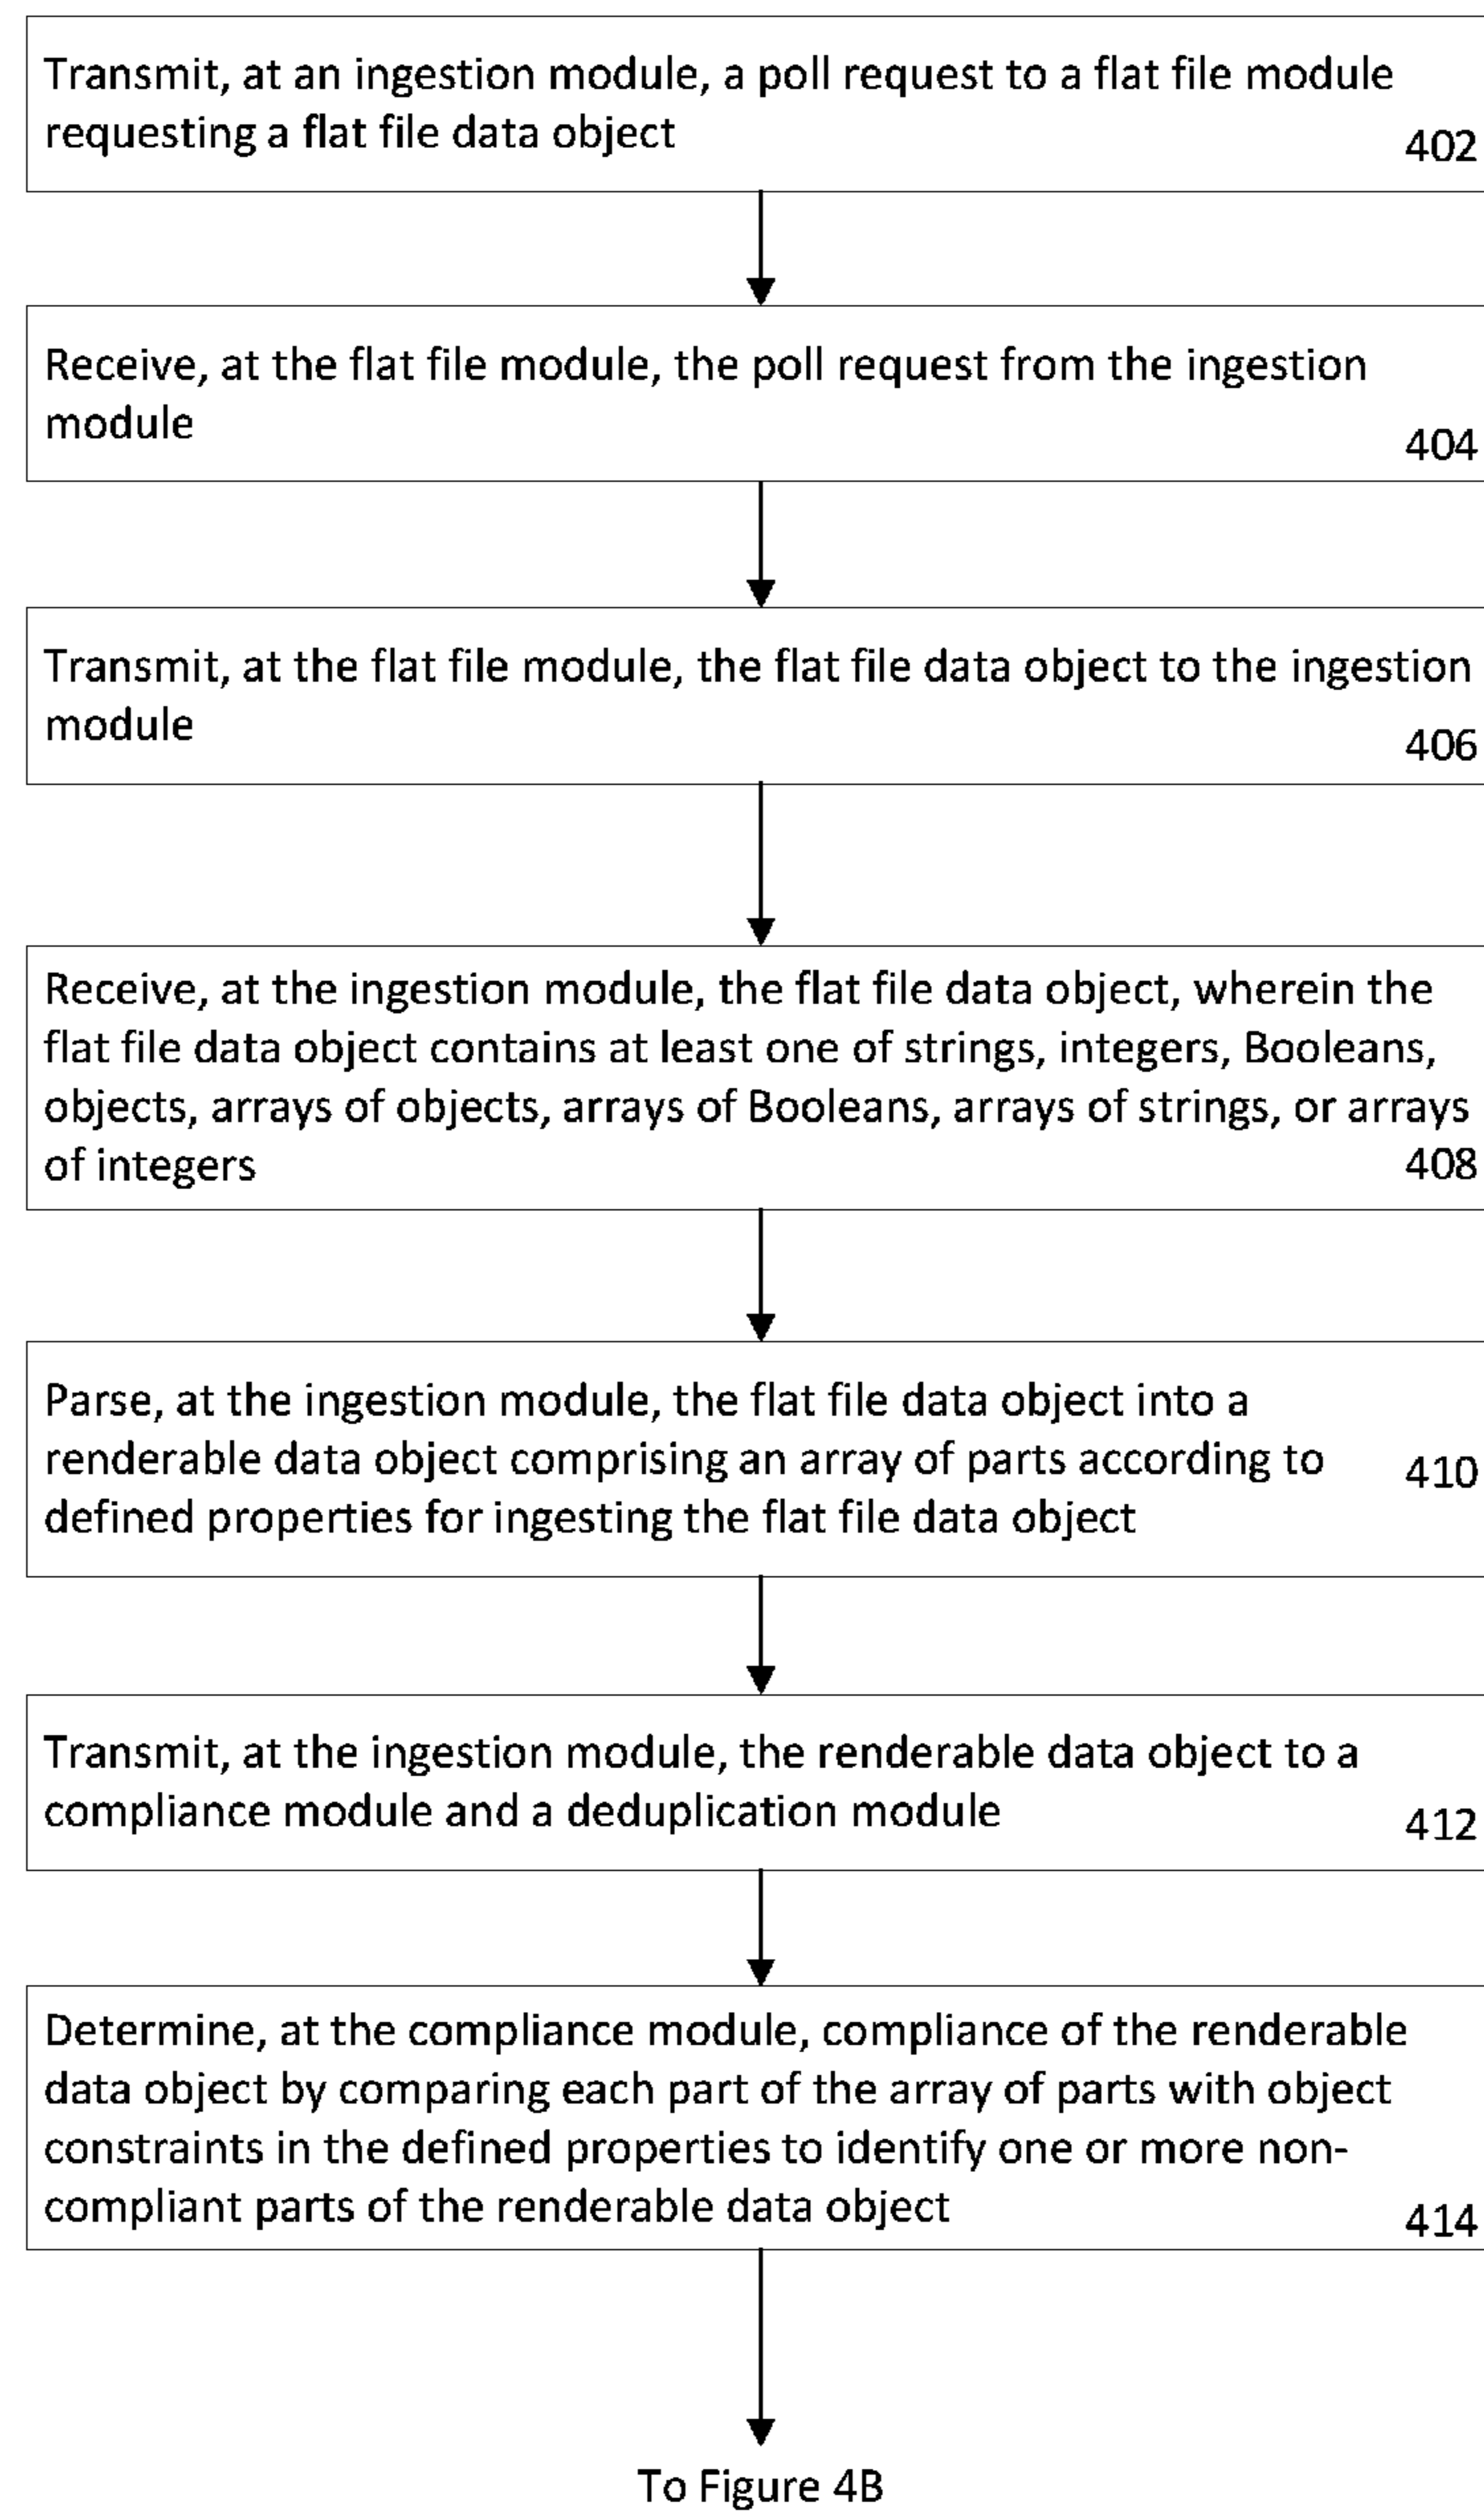 Transmit, at an ingestion module, a poll request to a flat file module
requesting a flat file data object
402
Receive, at the flat file module, the poll request from the ingestion
module
404
Transmit, at the flat file module, the flat file data object to the ingestion
module
406
Receive, at the ingestion module, the flat file data object, wherein the
flat file data object contains at least one of strings, integers, Booleans,
objects, arrays of objects, arrays of Booleans, arrays of strings, or arrays
of integers
408
Parse, at the ingestion module, the flat file data object into a
renderable data object comprising an array of parts according to
410
defined properties for ingesting the flat file data object
Transmit, at the ingestion module, the renderable data object to a
compliance module and a deduplication module
412
Determine, at the compliance module, compliance of the renderable
data object by comparing each part of the array of parts with object
constraints in the defined properties to identify one or more non-
compliant parts of the renderable data object
414
To Figure 4B